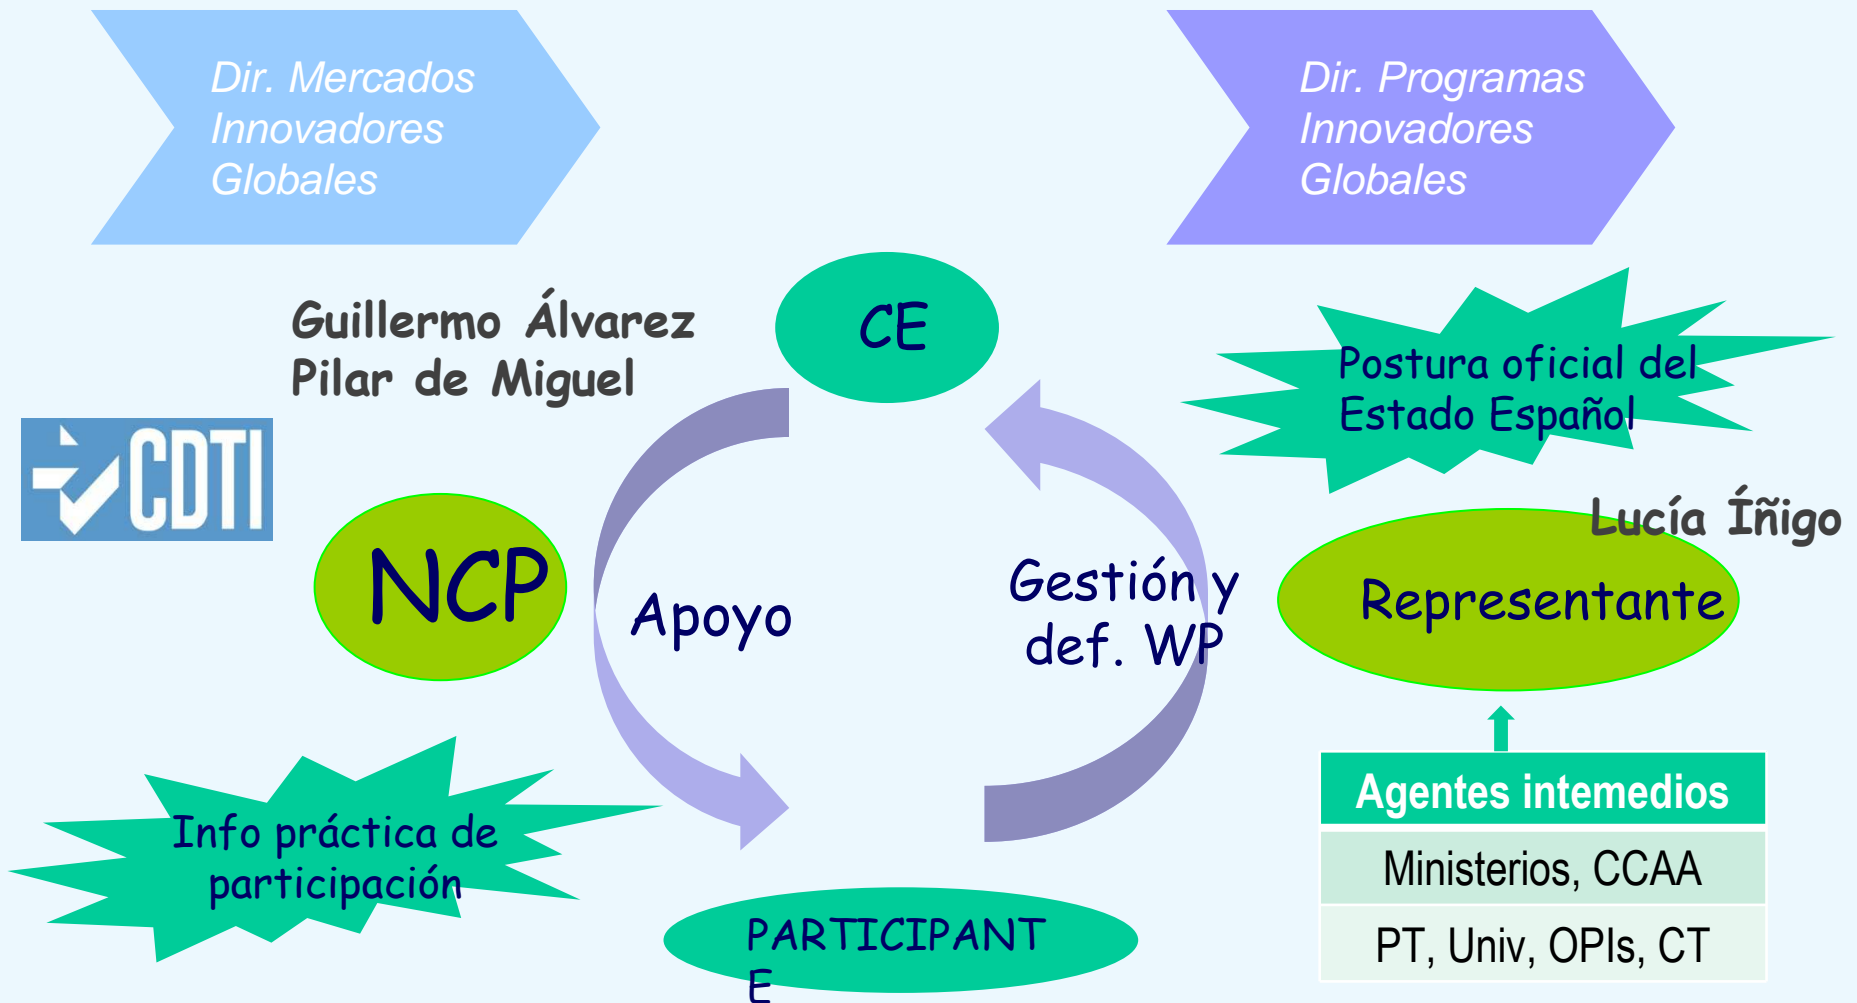 Dir. Mercados
Innovadores
Globales
Dir. Programas
Innovadores
Globales
Guillermo Álvarez
Pilar de Miguel
CE
Postura oficial del
Estado Español
CDTI
Lucía Íñigo
NCP
Apoyo
Gestión y
def. WP
Representante
Info práctica de
participación
PARTICIPANT
E
Agentes intemedios
Ministerios, CCAA
PT, Univ, OPIs, CT